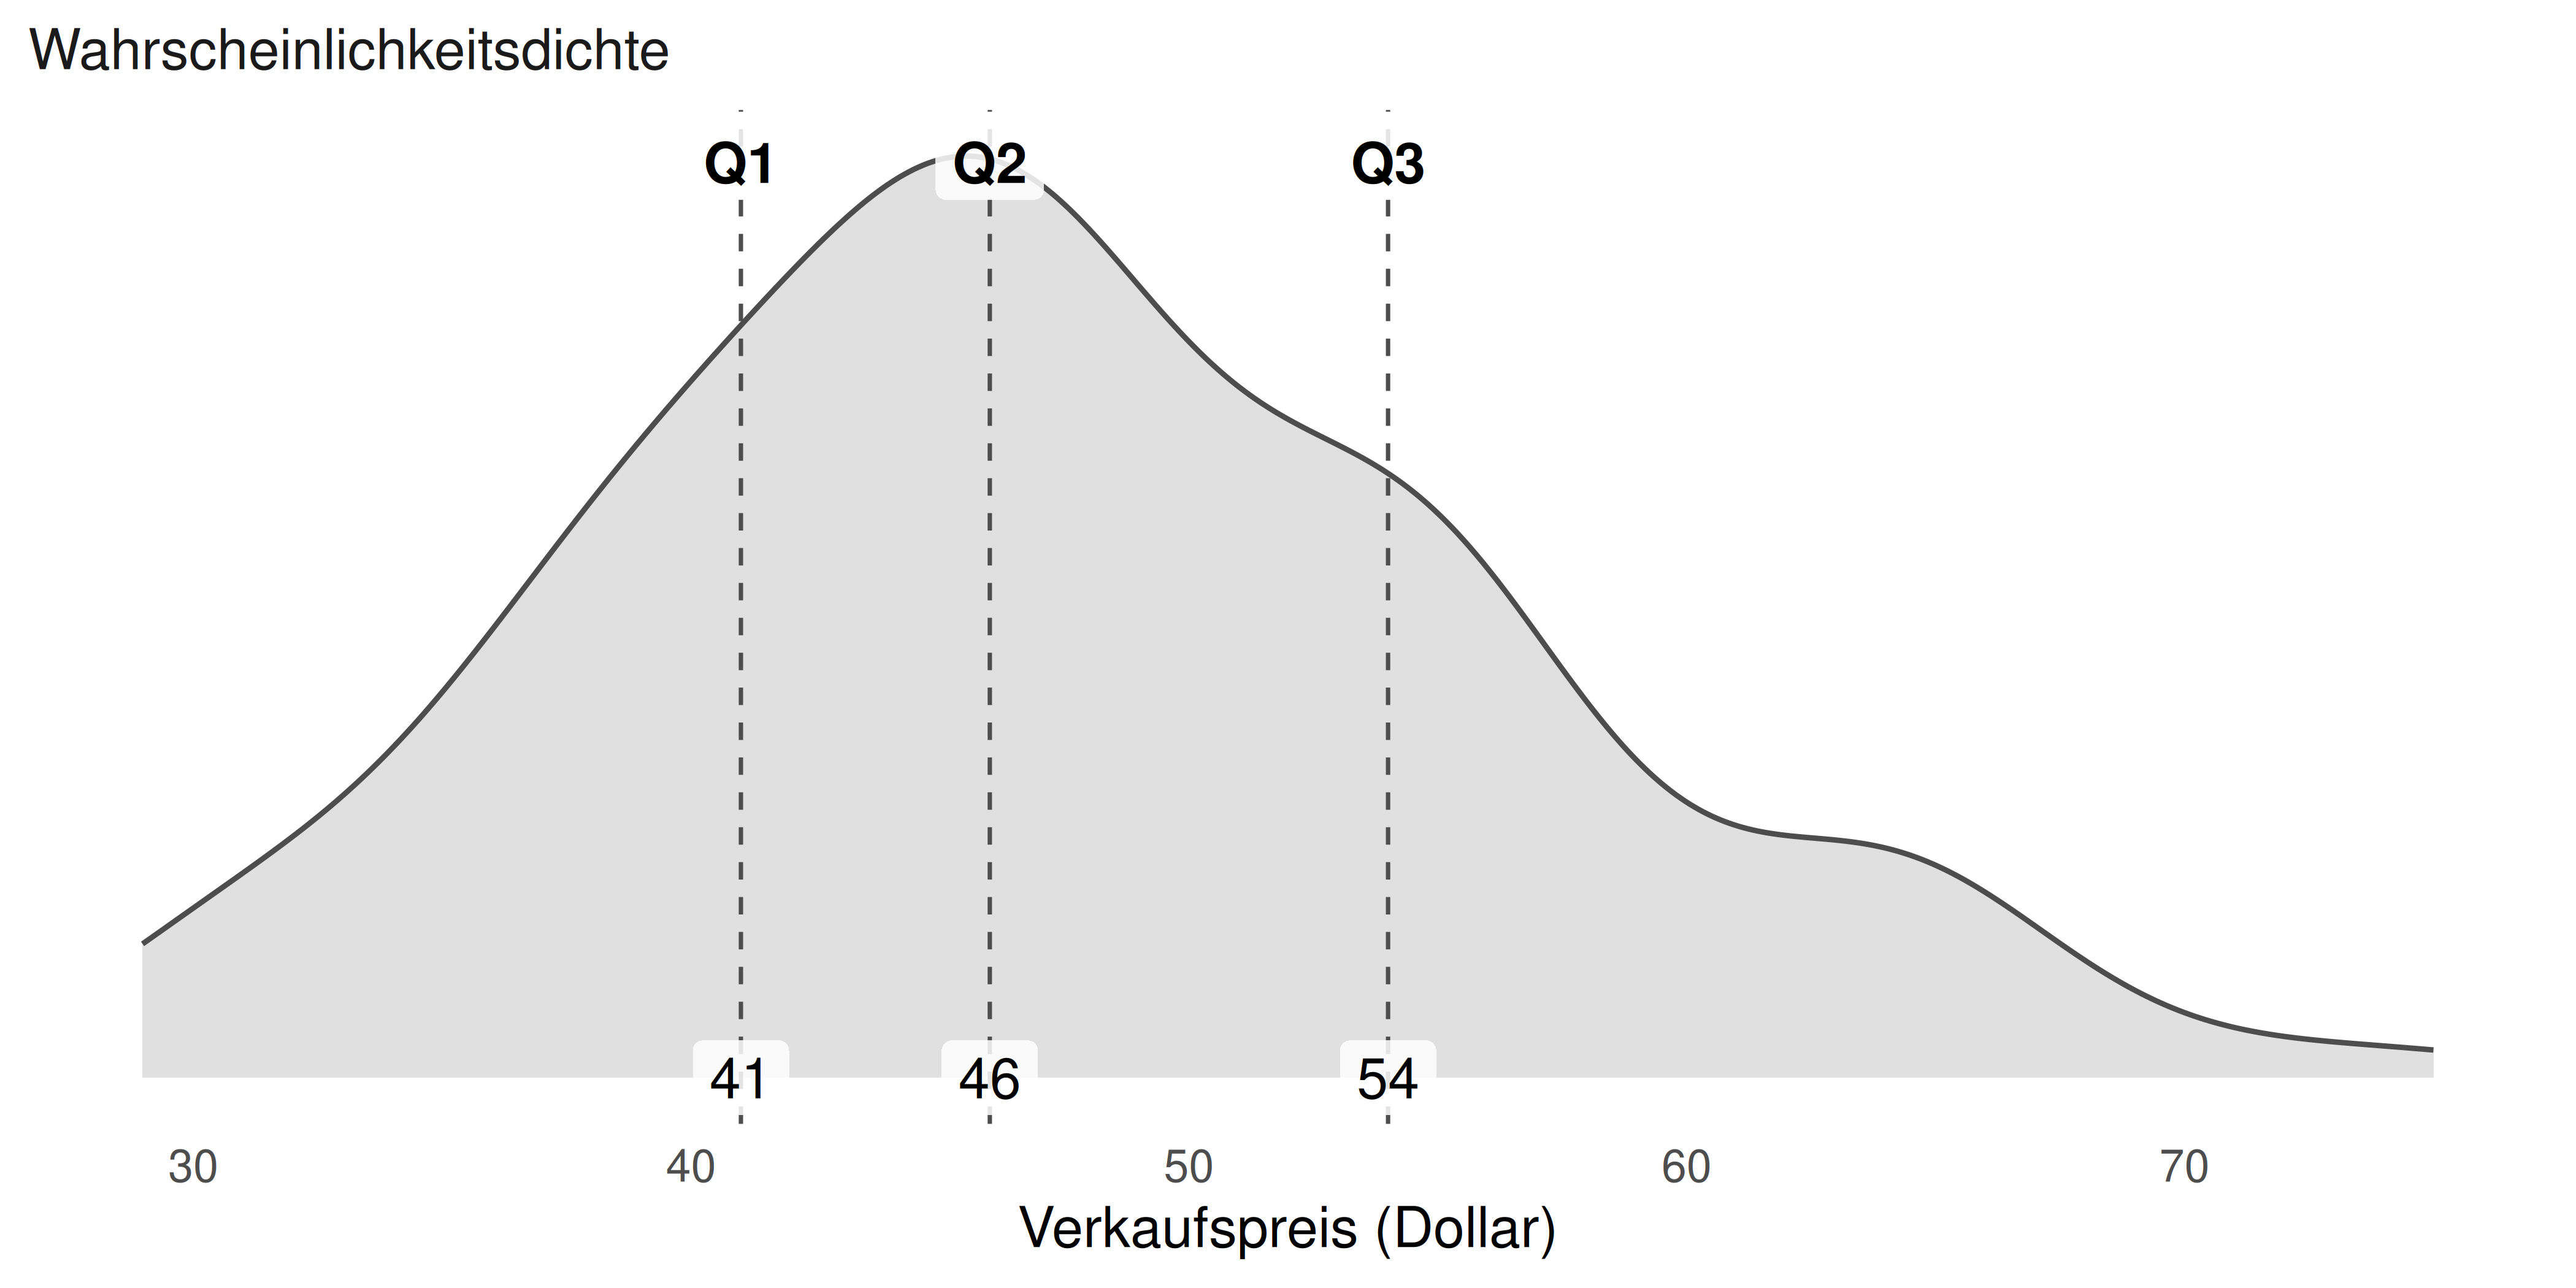 Wahrscheinlichkeitsdichte
Q1 Q2 Q3
41 46 54
30 40 50 60 70
Verkaufspreis (Dollar)